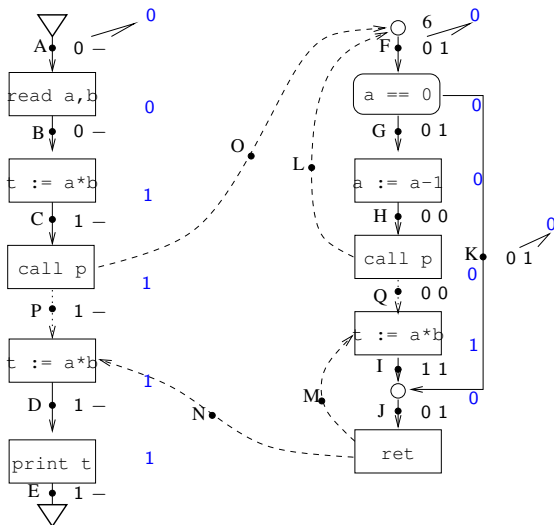 0
A 0 –
read a,b
0
B 0 –
t := a*b
1
C 1 –
call p
1
P 1 –
t := a*b
1
D 1 –
print t
1
E 1 –
O
L
N
M
6 0
F 0 1
a == 0
0
G 0 1
a := a-1
0
H 0 0
call p
K 0 1 0
0
Q 0 0
t := a*b
1
I 1 1
0
J 0 1
ret